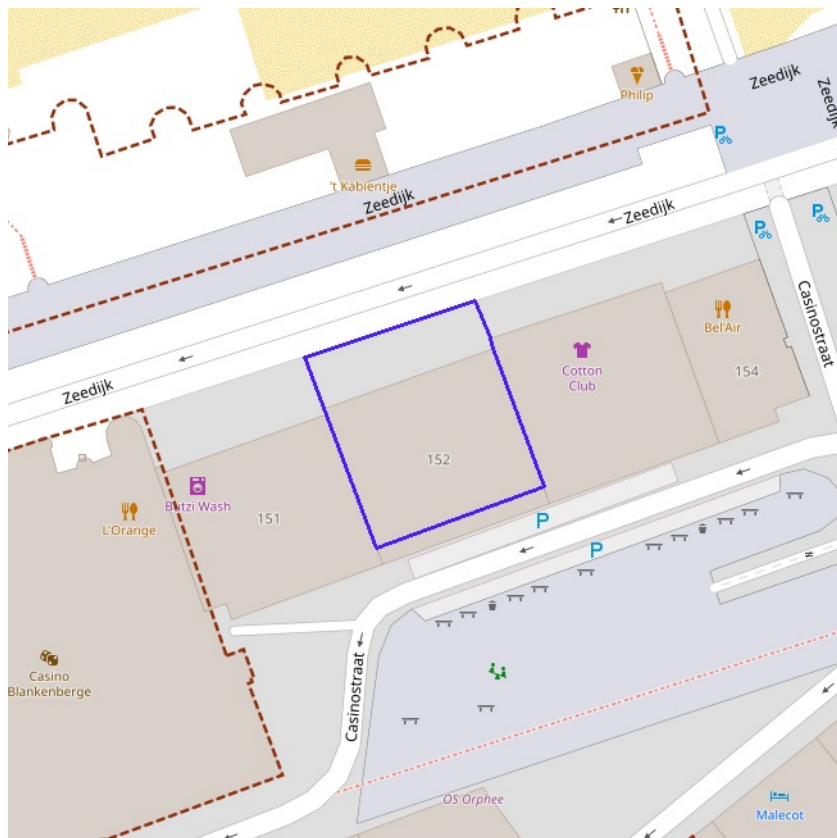 Philip
Zeedijk
Zeedijk
't Kabientje
Zeedijk
Zeedijk
Casinostraat
Bel'Air
Cotton
Club
154
Zeedijk
152
Butzi Wash
L'Orange
151
P
P
Casino
Blankenberge
Casinostraat
OS Orphee
Malecot